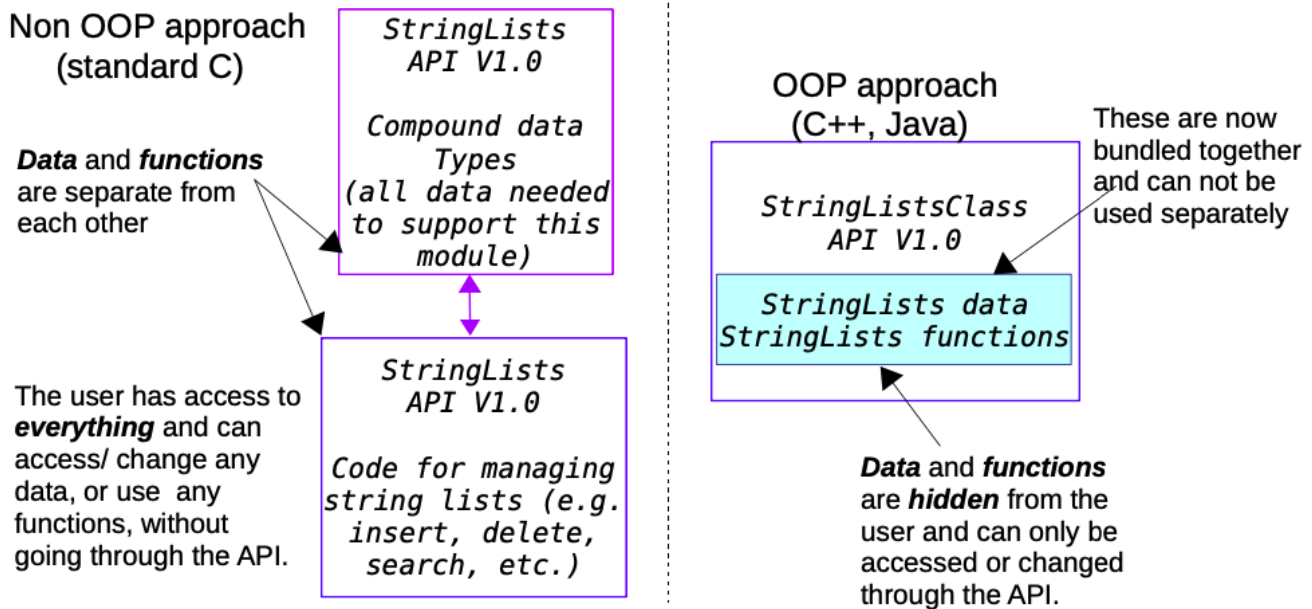 Non OOP approach
(standard C)
Data and functions
are separate from
each other
The user has access to
everything and can
access/ change any
data, or use any
functions, without
going through the API.
StringLists
API V1.0
Compound data
Types
(all data needed
to support this
module)
StringLists
API V1.0
Code for managing
string lists (e.g.
insert, delete,
search, etc.)
OOP approach
(C++, Java)
StringListsClass
API V1.0
StringLists data
StringLists functions
These are now
bundled together
and can not be
used separately
Data and functions
are hidden from the
user and can only be
accessed or changed
through the API.